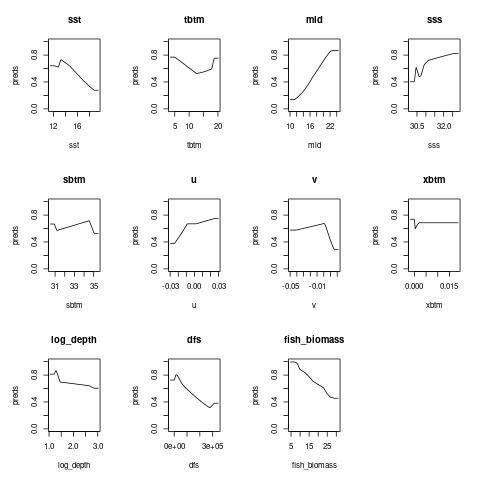 sst
tbtm
mld
sss
preds
0.0 0.4 0.8
12 16
sst
preds
0.0 0.4 0.8
5 10 20
tbtm
preds
0.0 0.4 0.8
10 16 22
mld
preds
0.0 0.4 0.8
30.5 32.0
sss
sbtm
u
v
xbtm
preds
0.0 0.4 0.8
31 33 35
sbtm
preds
0.0 0.4 0.8
-0.03 0.00 0.03
u
preds
0.0 0.4 0.8
-0.05 -0.01
v
preds
0.0 0.4 0.8
0.000 0.015
xbtm
log_depth
dfs
fish_biomass
preds
0.0 0.4 0.8
1.0 2.0 3.0
log_depth
preds
0.0 0.4 0.8
0e+00 3e+05
dfs
preds
0.0 0.4 0.8
5 15 25
fish_biomass